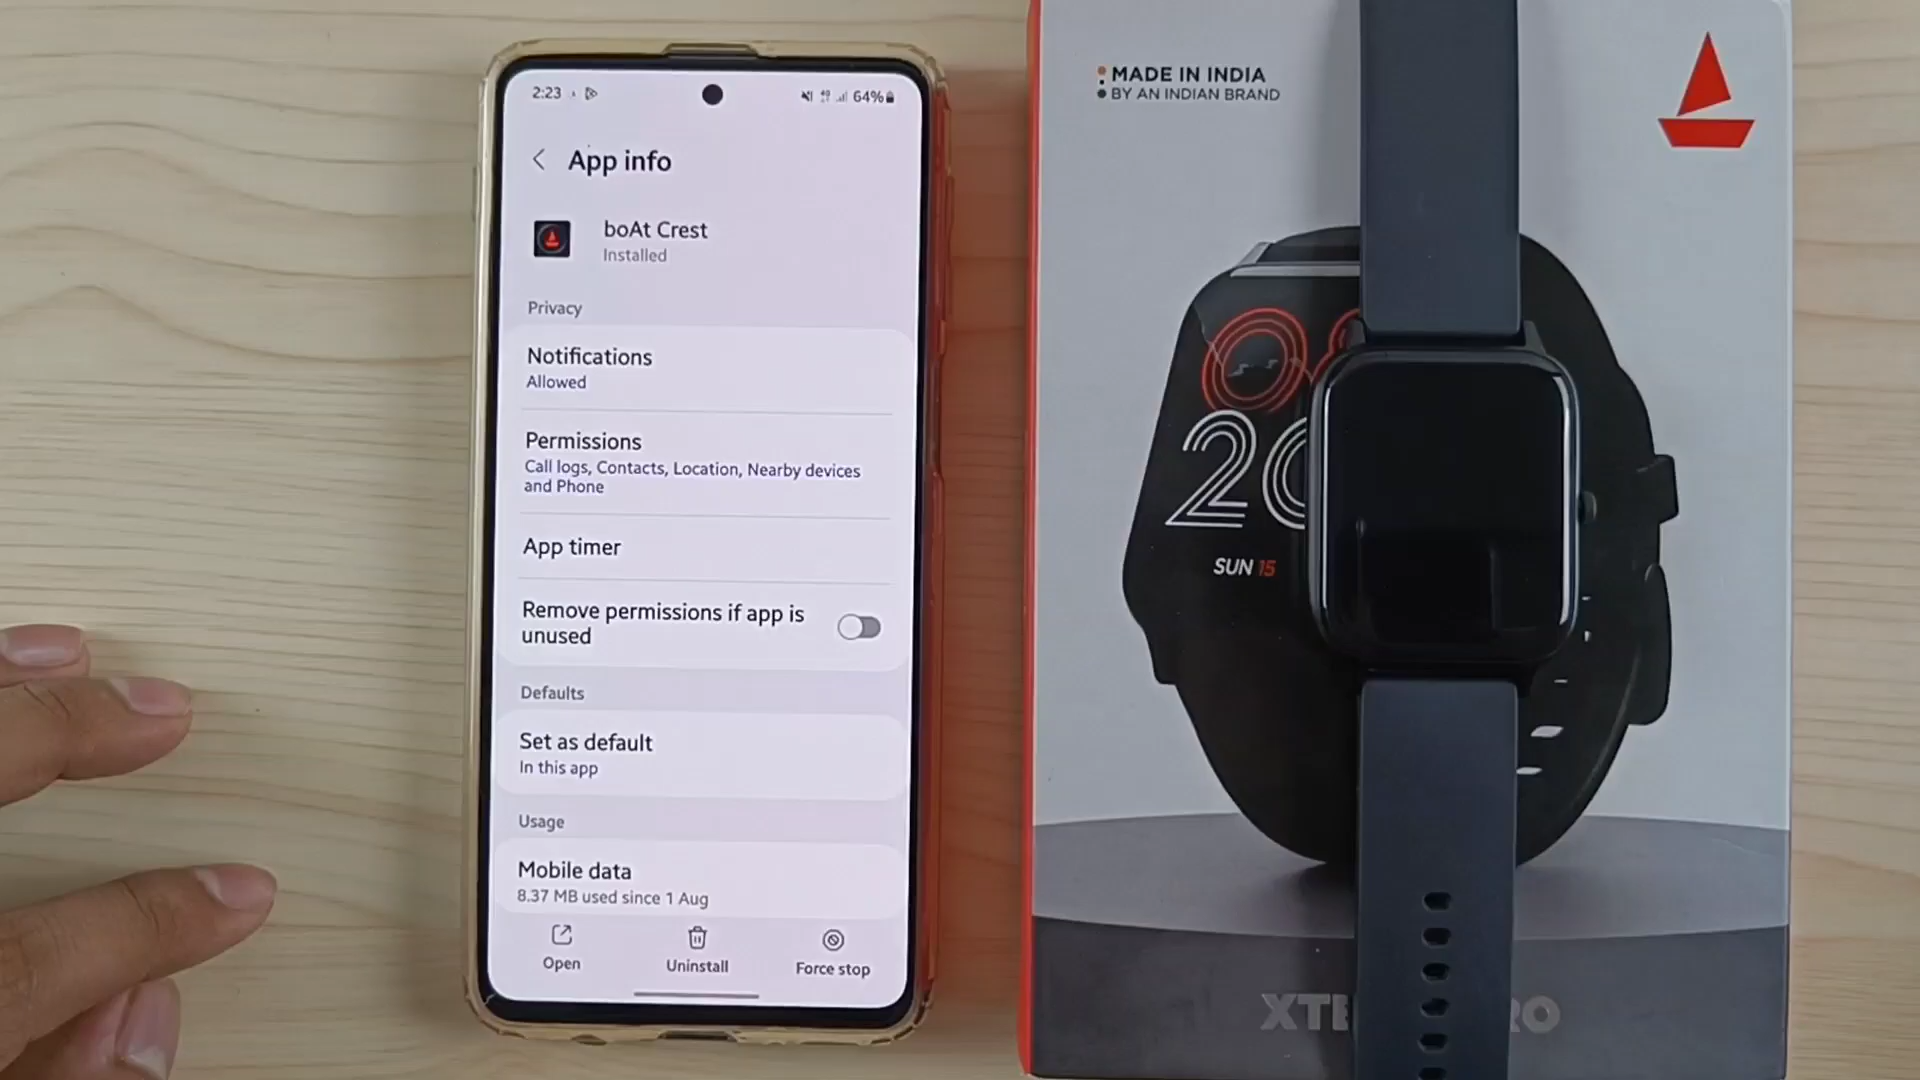 2:23
64%
App info
boAt Crest
Installed
Privacy
Notifications
Allowed
Permissions
Call logs, Contacts, Location, Nearby devices
and Phone
App timer
Remove permissions if app is
unused
Defaults
Set as default
In this app
Usage
Mobile data
8.37 MB used since 1 Aug
Open
Uninstall
Force stop
MADE IN INDIA
BY AN INDIAN BRAND
SUN 15